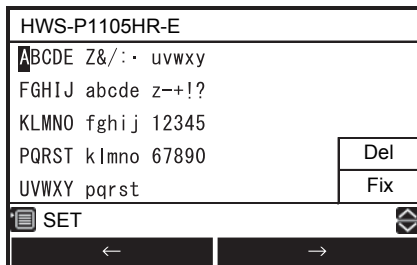 HWS-P1105HR-E
ABCDE Z&/:・ uvwxy
FGHIJ abcde z-+!?
KLMNO fghij 12345
PQRST klmno 67890
Del
UVWXY pqrst
Fix
SET
← →